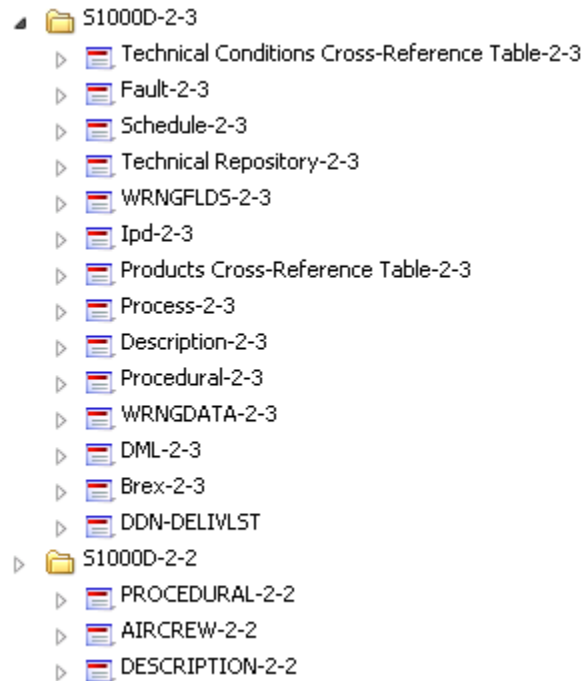 S1000D-2-3
Technical Conditions Cross-Reference Table-2-3
Fault-2-3
Schedule-2-3
Technical Repository-2-3
WRNGFLDS-2-3
Ipd-2-3
Products Cross-Reference Table-2-3
Process-2-3
Description-2-3
Procedural-2-3
WRNGDATA-2-3
DML-2-3
Brex-2-3
DDN-DELIVLST
S1000D-2-2
PROCEDURAL-2-2
AIRCREW-2-2
DESCRIPTION-2-2